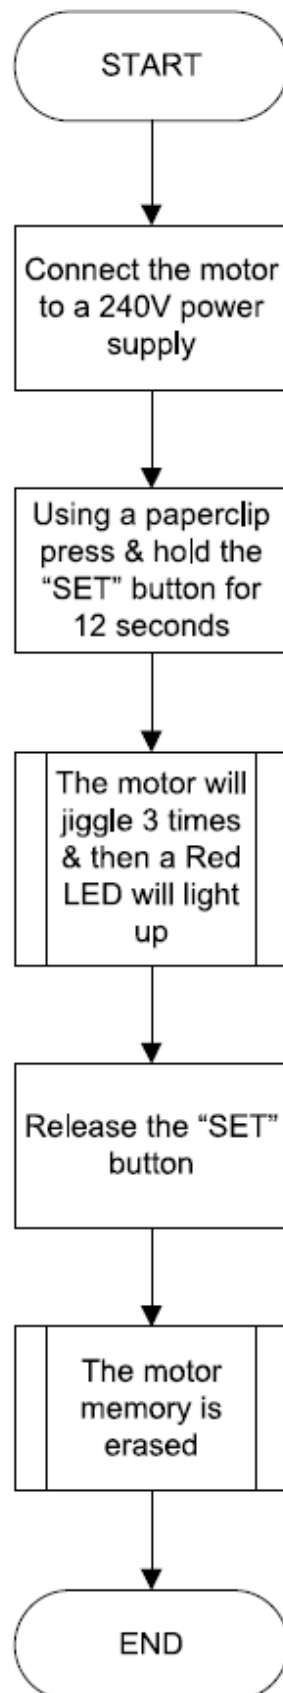 START
Connect the motor
to a 240V power
supply
Using a paperclip
press & hold the
“SET” button for
12 seconds
The motor will
jiggle 3 times
& then a Red
LED will light
up
Release the “SET”
button
The motor
memory is
erased
END